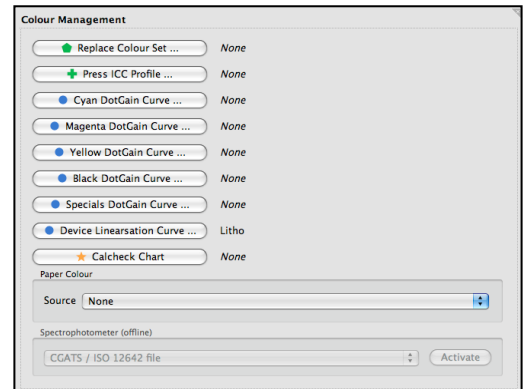 Colour Management
Replace Colour Set ... None
Press ICC Profile ... None
Cyan DotGain Curve ... None
Magenta DotGain Curve ... None
Yellow DotGain Curve ... None
Black DotGain Curve ... None
Specials DotGain Curve ... None
Device Linearsation Curve ... Litho
Calcheck Chart None
Paper Colour
Source None
Spectrophotometer (offline)
CGATS / ISO 12642 file Activate